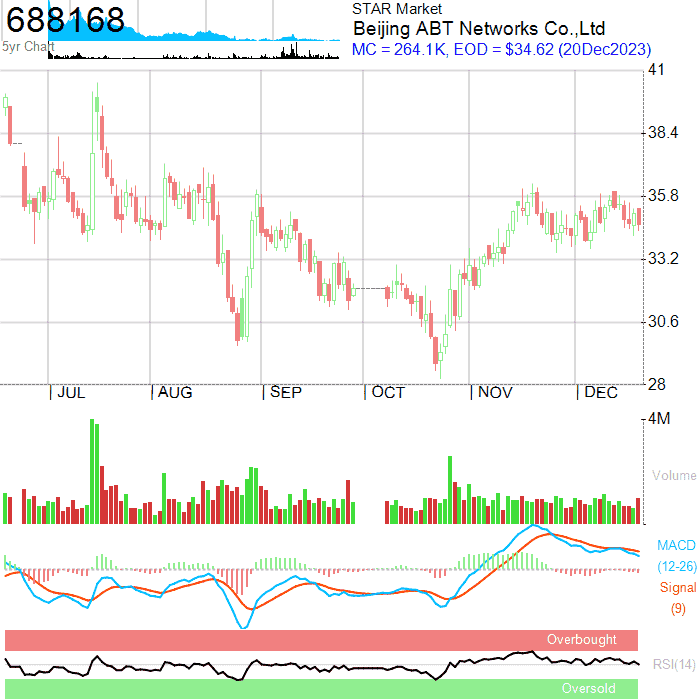 688168
5yr Chart
STAR Market
Beijing ABT Networks Co.,Ltd
MC = 264.1K, EOD = $34.62 (20Dec2023)
41
38.4
35.8
33.2
30.6
28
JUL AUG SEP OCT NOV DEC
4M
Volume
MACD
(12-26)
Signal
(9)
Overbought
RSI(14)
Oversold